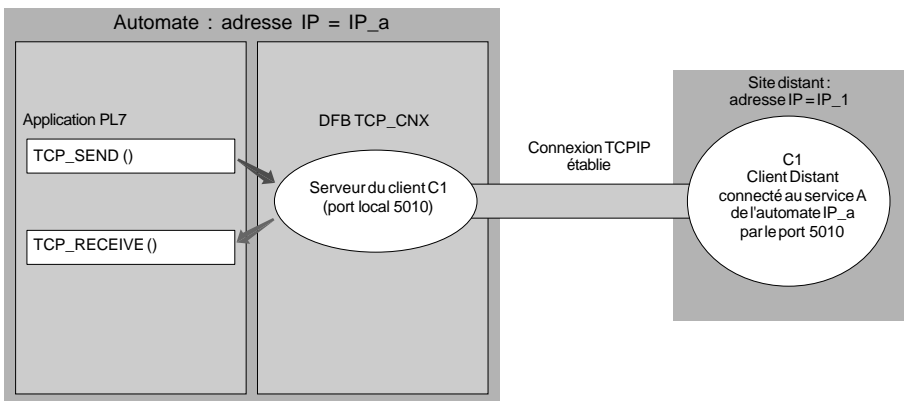 Automate : adresse IP = IP_a
Application PL7
TCP_SEND ()
TCP_RECEIVE ()
DFB TCP_CNX
Serveur du client C1
(port local 5010)
Connexion TCPIP
établie
Site distant :
adresse IP = IP_1
C1
Client Distant
connecté au service A
de l'automate IP_a
par le port 5010